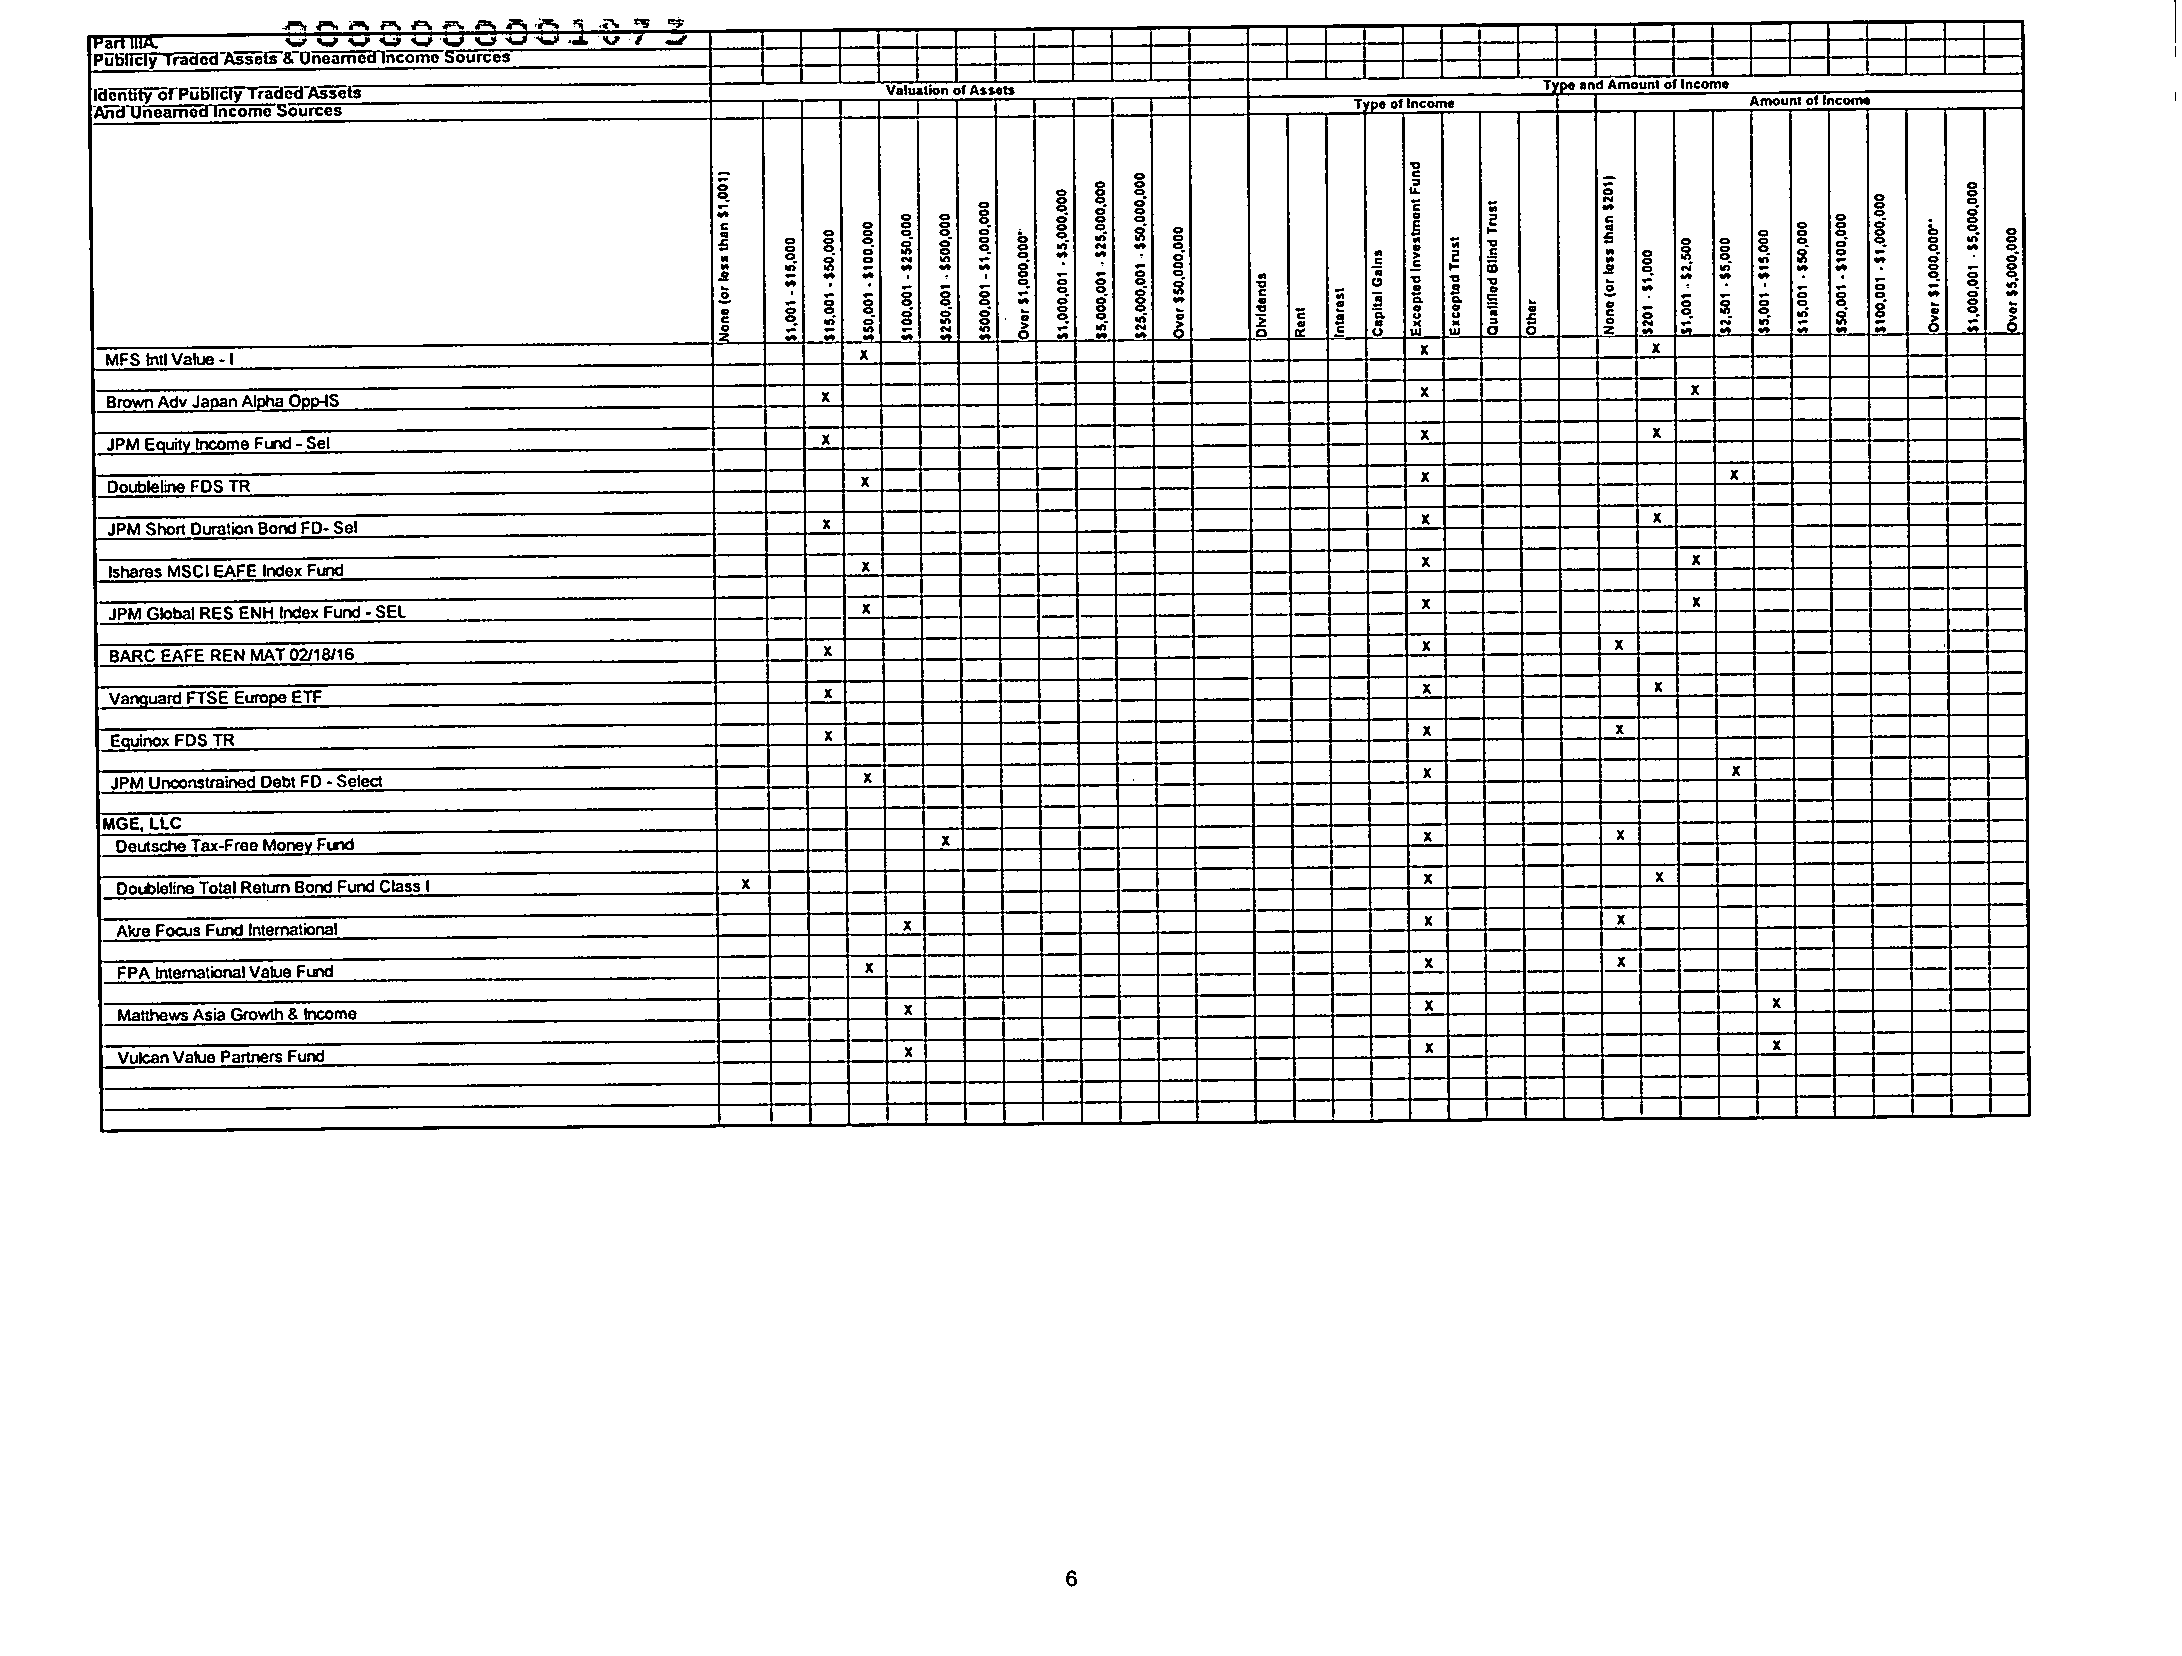 000000001073
Part IIIA.
Publicly Traded Assets & Unearned Income Sources
Identity of Publicly Traded Assets
And Unearned Income Sources
Valuation of Assets
Type and Amount of Income
Type of Income
Amount of Income
None (or less than $1,001)
$1,001 - $15,000
$15,001 - $50,000
$50,001 - $100,000
$100,001 - $250,000
$250,001 - $500,000
$500,001 - $1,000,000
Over $1,000,000*
$1,000,001 - $5,000,000
$5,000,001 - $25,000,000
$25,000,001 - $50,000,000
Over $50,000,000
Dividends
Rent
Interest
Capital Gains
Excepted Investment Fund
Excepted Trust
Qualified Blind Trust
Other
None (or less than $201)
$201 - $1,000
$1,001 - $2,500
$2,501 - $5,000
$5,001 - $15,000
$15,001 - $50,000
$50,001 - $100,000
$100,001 - $1,000,000
Over $1,000,000**
$1,000,001 - $5,000,000
Over $5,000,000
MFS Intl Value - I X X X
Brown Adv Japan Alpha Opp-IS X X X
JPM Equity Income Fund - Sel X X X
Doubleline FDS TR X X X
JPM Short Duration Bond FD- Sel X X X
Ishares MSCI EAFE Index Fund X X X
JPM Global RES ENH Index Fund - SEL X X X
BARC EAFE REN MAT 02/18/16 X X X
Vanguard FTSE Europe ETF X X X
Equinox FDS TR X X X
JPM Unconstrained Debt FD - Select X X X
MGE, LLC
Deutsche Tax-Free Money Fund X X X
Doubleline Total Return Bond Fund Class I X X X
Akre Focus Fund International X X X
FPA International Value Fund X X X
Matthews Asia Growth & Income X X X
Vulcan Value Partners Fund X X X
6